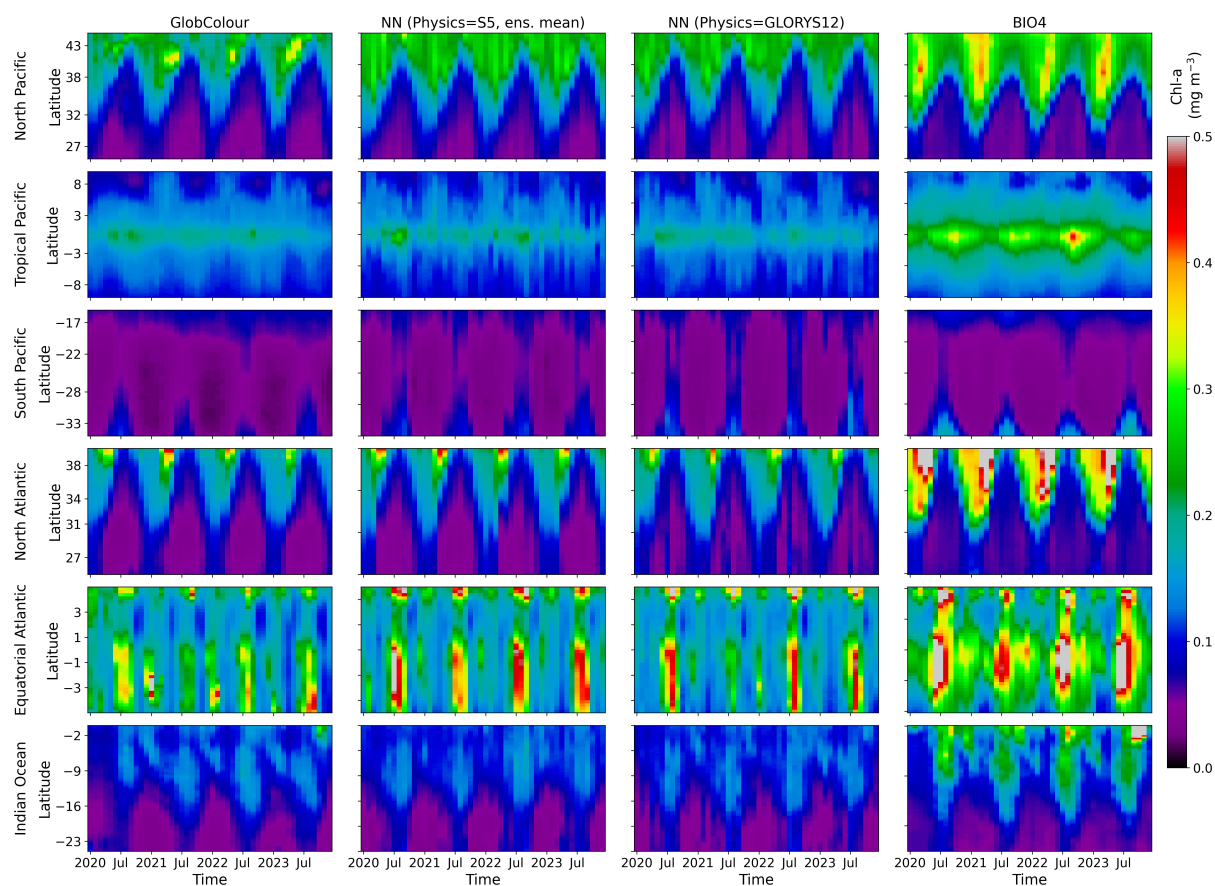 GlobColour NN (Physics=S5, ens. mean) NN (Physics=GLORYS12) BIO4
North Pacific
Latitude
43
38
32
27
Chl-a
(mg m⁻³)
0.5
0.4
0.3
0.2
0.1
0.0
Tropical Pacific
Latitude
8
3
−3
−8
South Pacific
Latitude
−17
−22
−28
−33
North Atlantic
Latitude
38
34
31
27
Equatorial Atlantic
Latitude
3
1
−1
−3
Indian Ocean
Latitude
−2
−9
−16
−23
2020 Jul 2021 Jul 2022 Jul 2023 Jul 2020 Jul 2021 Jul 2022 Jul 2023 Jul 2020 Jul 2021 Jul 2022 Jul 2023 Jul 2020 Jul 2021 Jul 2022 Jul 2023 Jul
Time Time Time Time